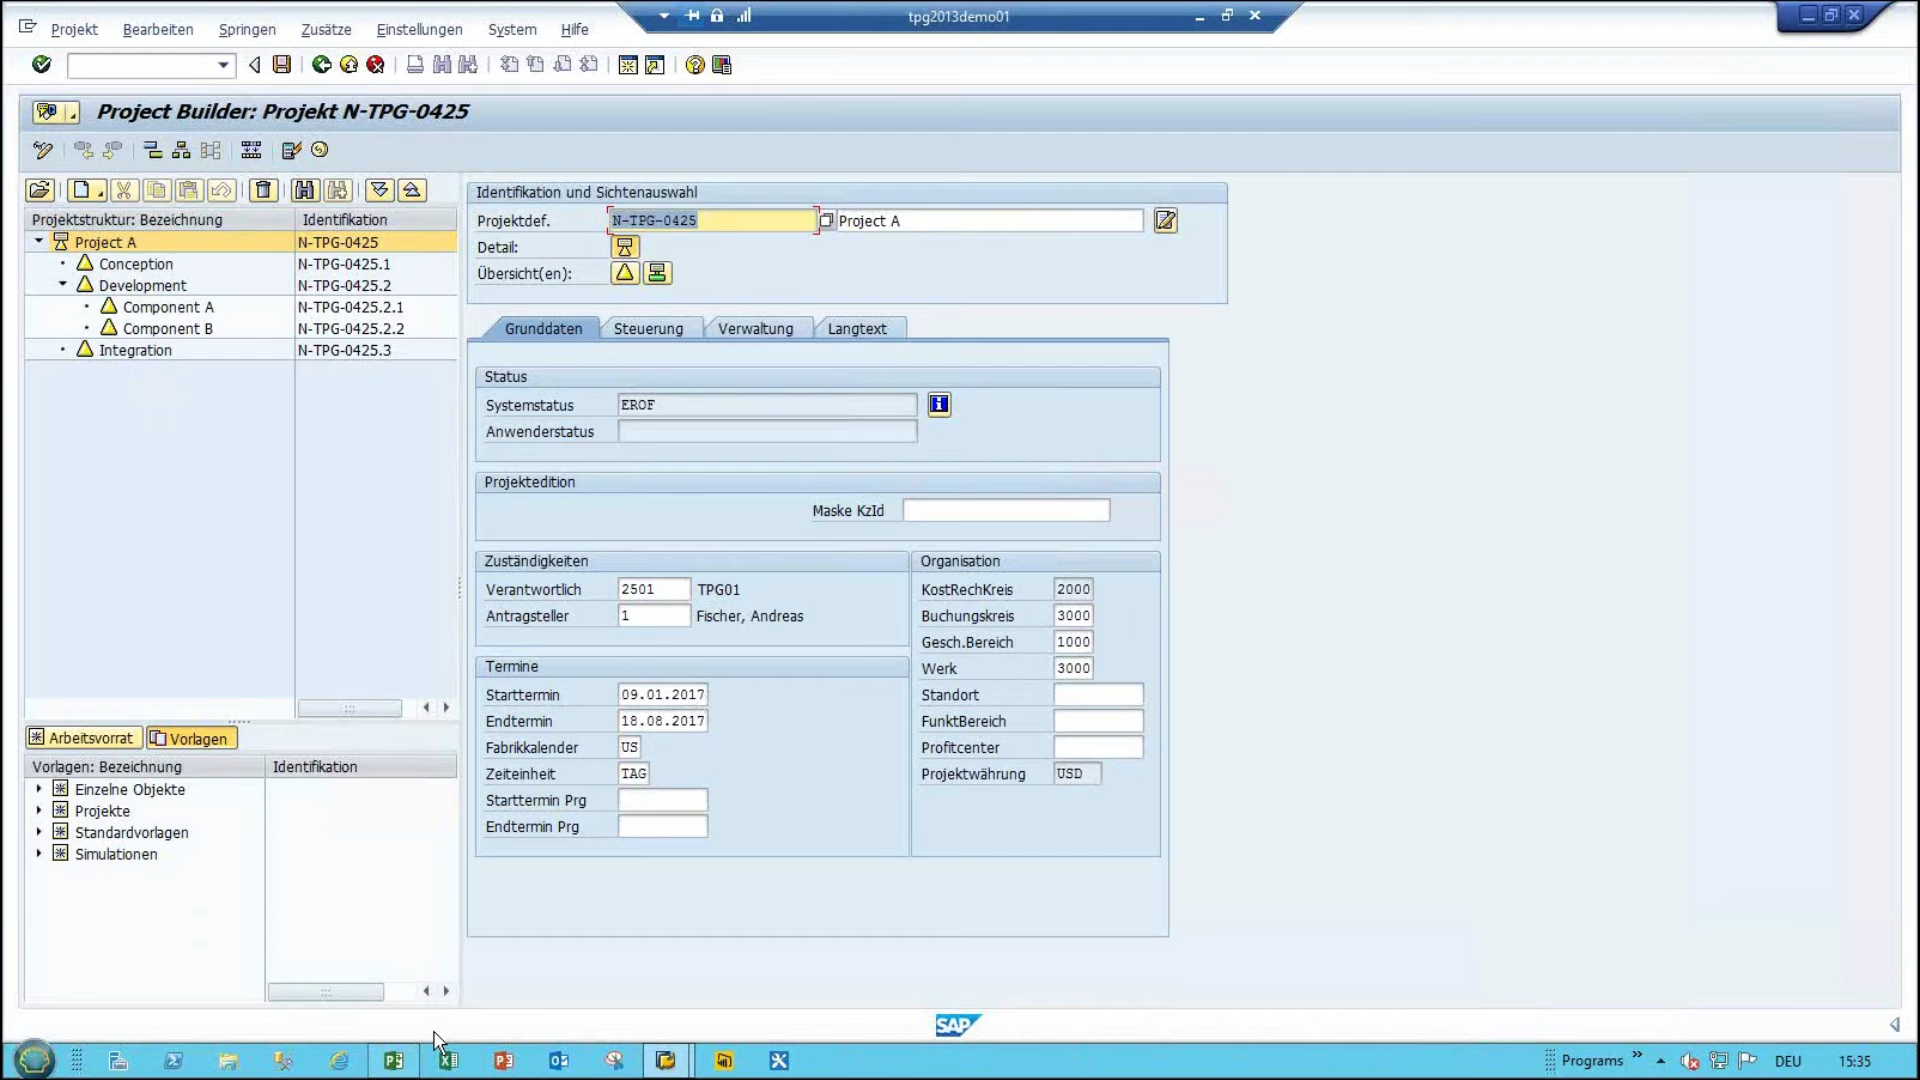 Projekt Bearbeiten Springen Zusätze Einstellungen System Hilfe
tpg2013demo01
Project Builder: Projekt N-TPG-0425
Projektstruktur: Bezeichnung Identifikation
Project A N-TPG-0425
Conception N-TPG-0425.1
Development N-TPG-0425.2
Component A N-TPG-0425.2.1
Component B N-TPG-0425.2.2
Integration N-TPG-0425.3
Arbeitsvorrat Vorlagen
Vorlagen: Bezeichnung Identifikation
Einzelne Objekte
Projekte
Standardvorlagen
Simulationen
Identifikation und Sichtenauswahl
Projektdef. N-TPG-0425 Project A
Detail:
Übersicht(en):
Grunddaten Steuerung Verwaltung Langtext
Status
Systemstatus EROF
Anwenderstatus
Projektedition
Maske KzId
Zuständigkeiten
Verantwortlich 2501 TPG01
Antragsteller 1 Fischer, Andreas
Termine
Starttermin 09.01.2017
Endtermin 18.08.2017
Fabrikkalender US
Zeiteinheit TAG
Starttermin Prg
Endtermin Prg
Organisation
KostRechKreis 2000
Buchungskreis 3000
Gesch.Bereich 1000
Werk 3000
Standort
FunktBereich
Profitcenter
Projektwährung USD
SAP
Programs DEU 15:35